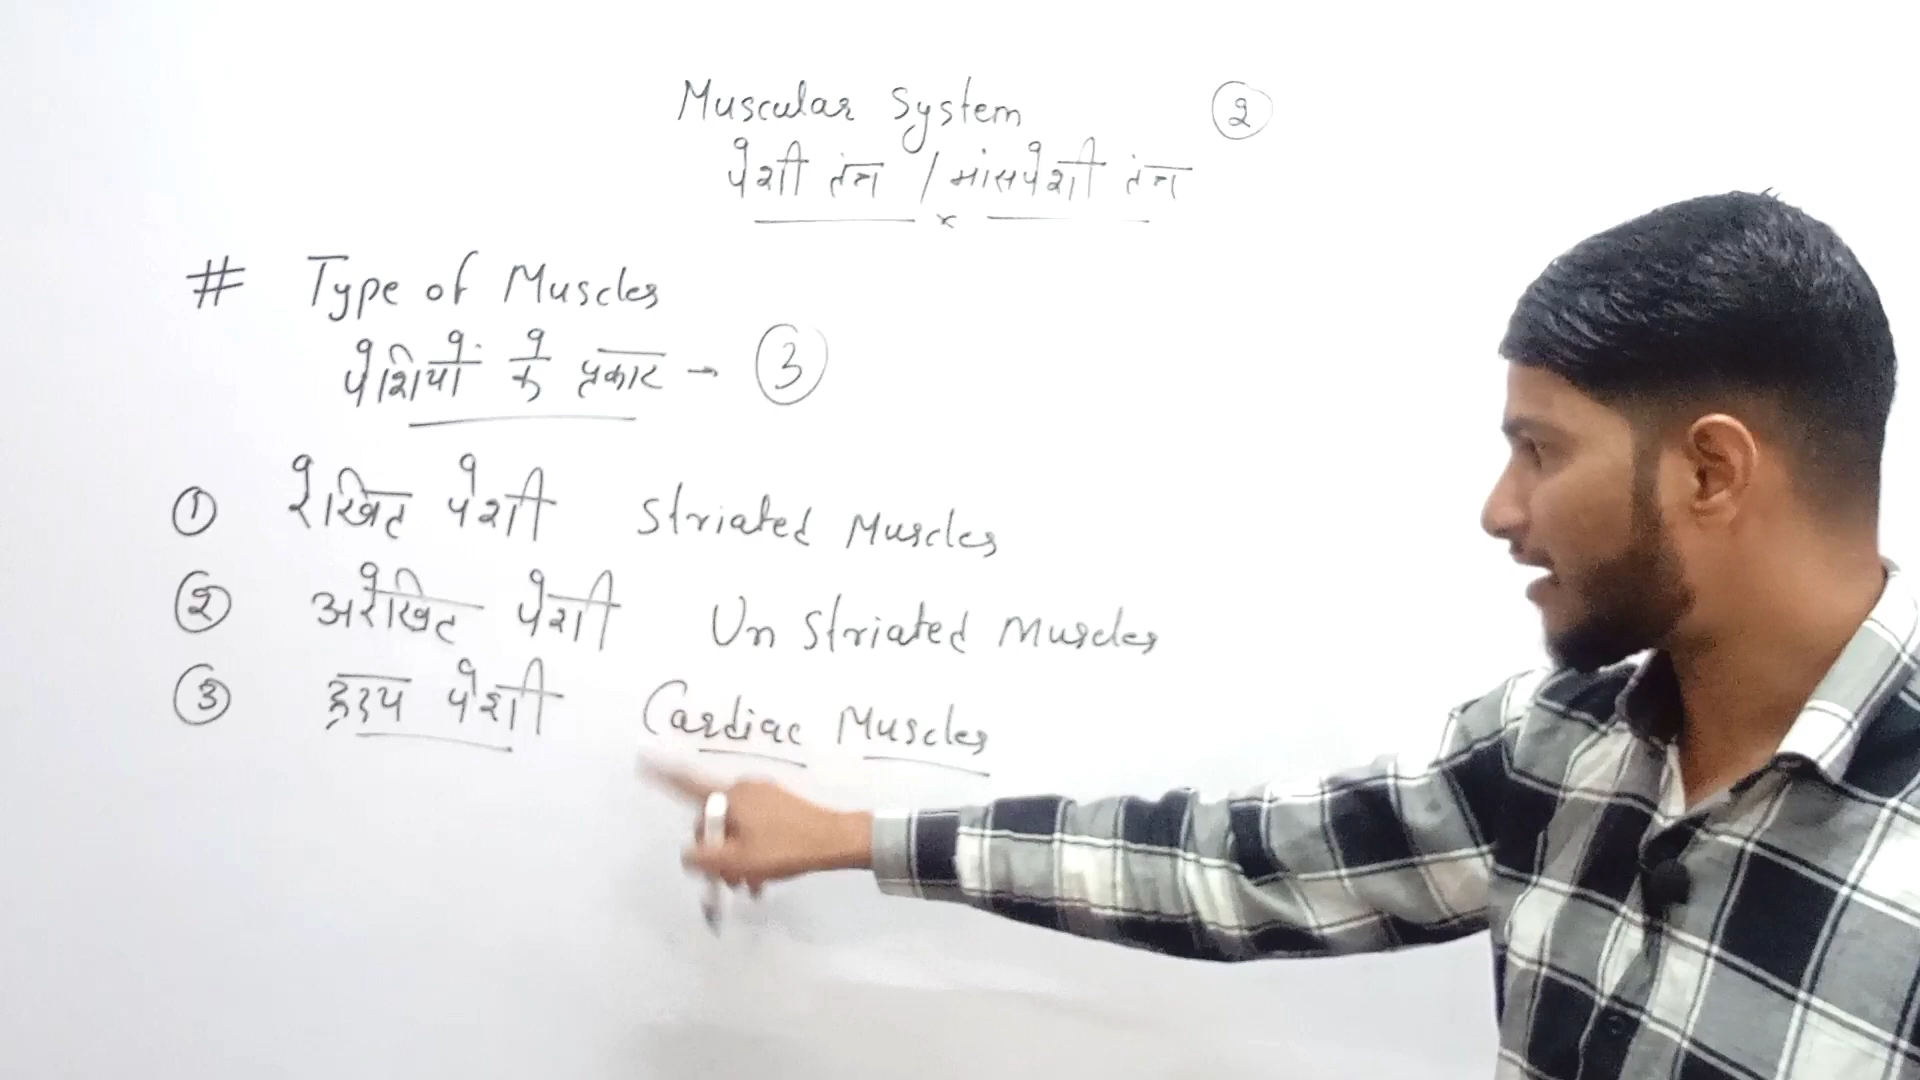 Muscular System ②
पेशी तंत्र / मांसपेशी तंत्र
# Type of Muscles
पेशियों के प्रकार - ③
① रेखित पेशी Striated Muscles
② अरेखित पेशी Un Striated Muscles
③ हृदय पेशी Cardiac Muscles